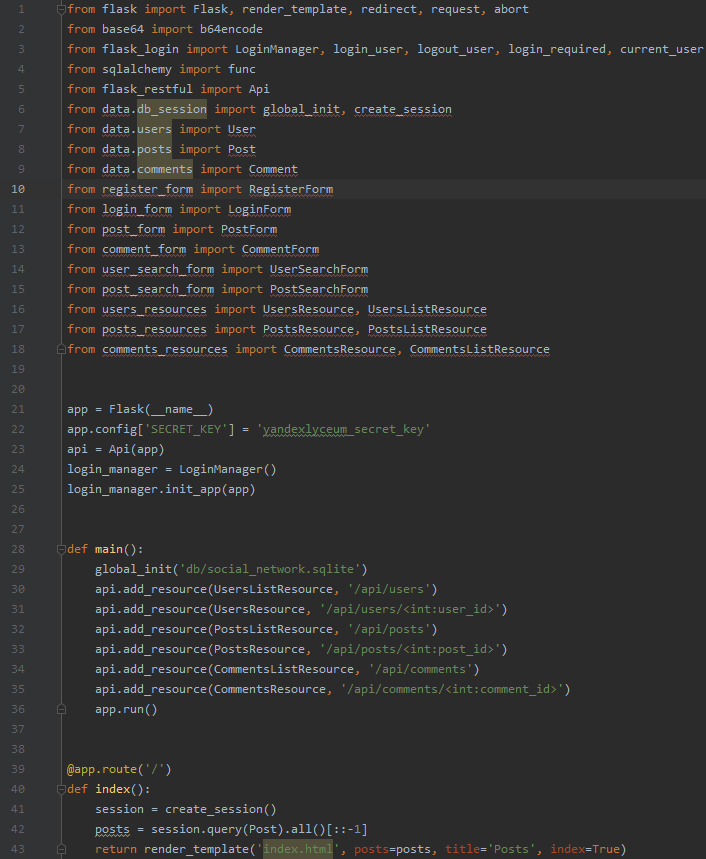 1 from flask import Flask, render_template, redirect, request, abort
2 from base64 import b64encode
3 from flask_login import LoginManager, login_user, logout_user, login_required, current_user
4 from sqlalchemy import func
5 from flask_restful import Api
6 from data.db_session import global_init, create_session
7 from data.users import User
8 from data.posts import Post
9 from data.comments import Comment
10 from register_form import RegisterForm
11 from login_form import LoginForm
12 from post_form import PostForm
13 from comment_form import CommentForm
14 from user_search_form import UserSearchForm
15 from post_search_form import PostSearchForm
16 from users_resources import UsersResource, UsersListResource
17 from posts_resources import PostsResource, PostsListResource
18 from comments_resources import CommentsResource, CommentsListResource
19
20
21 app = Flask(__name__)
22 app.config['SECRET_KEY'] = 'yandexlyceum_secret_key'
23 api = Api(app)
24 login_manager = LoginManager()
25 login_manager.init_app(app)
26
27
28 def main():
29     global_init('db/social_network.sqlite')
30     api.add_resource(UsersListResource, '/api/users')
31     api.add_resource(UsersResource, '/api/users/<int:user_id>')
32     api.add_resource(PostsListResource, '/api/posts')
33     api.add_resource(PostsResource, '/api/posts/<int:post_id>')
34     api.add_resource(CommentsListResource, '/api/comments')
35     api.add_resource(CommentsResource, '/api/comments/<int:comment_id>')
36     app.run()
37
38
39 @app.route('/')
40 def index():
41     session = create_session()
42     posts = session.query(Post).all()[::-1]
43     return render_template('index.html', posts=posts, title='Posts', index=True)